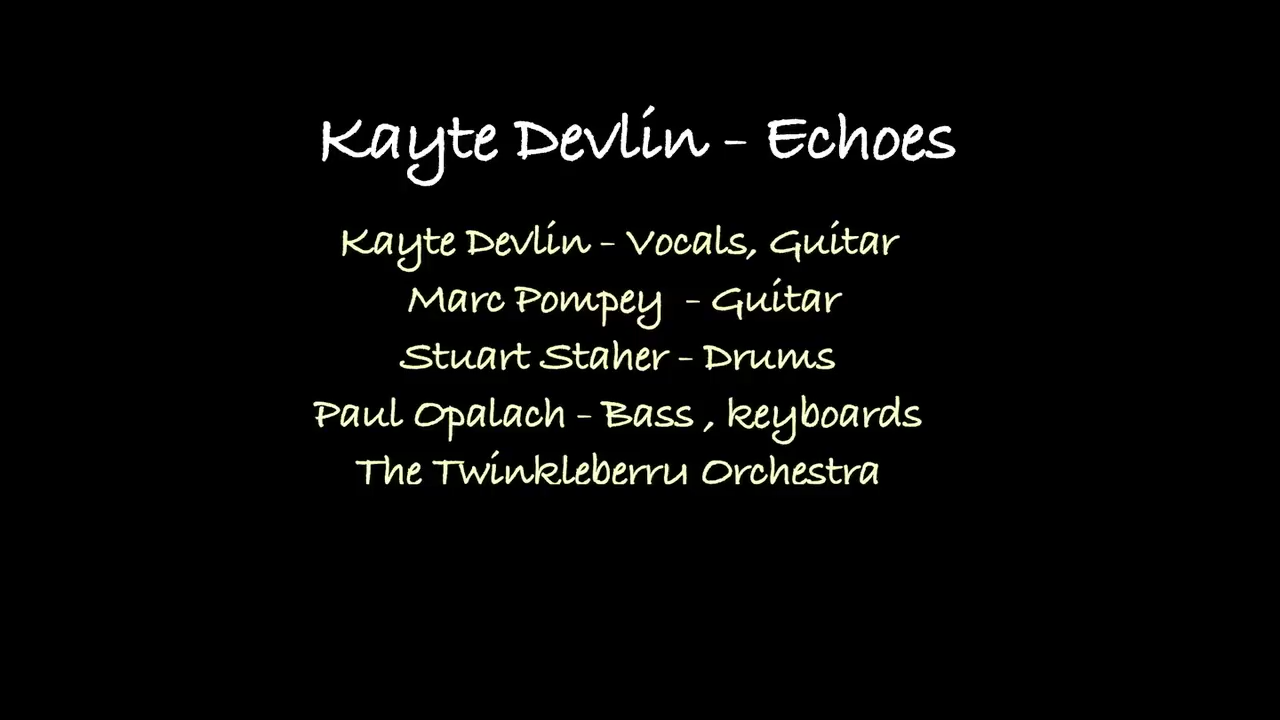 Kayte Devlin - Echoes
Kayte Devlin - Vocals, Guitar
Marc Pompey - Guitar
Stuart Staher - Drums
Paul Opalach - Bass , keyboards
The Twinkleberry Orchestra